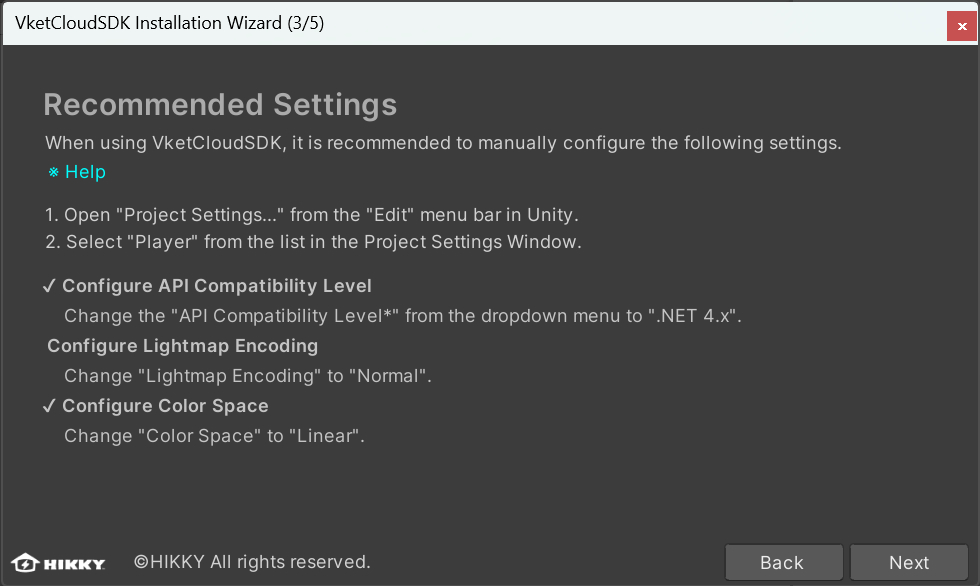 VketCloudSDK Installation Wizard (3/5)
Recommended Settings
When using VketCloudSDK, it is recommended to manually configure the following settings.
※ Help
1. Open "Project Settings..." from the "Edit" menu bar in Unity.
2. Select "Player" from the list in the Project Settings Window.
✓ Configure API Compatibility Level
Change the "API Compatibility Level*" from the dropdown menu to ".NET 4.x".
Configure Lightmap Encoding
Change "Lightmap Encoding" to "Normal".
✓ Configure Color Space
Change "Color Space" to "Linear".
HIKKY ©HIKKY All rights reserved.
Back Next